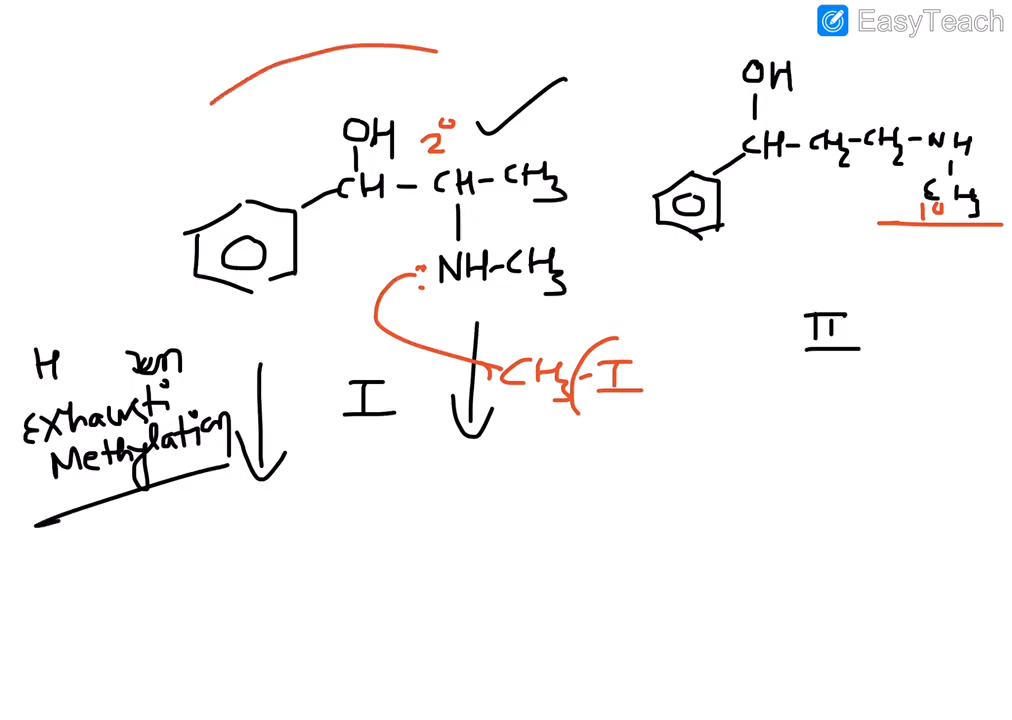 EasyTeach
OH
CH - CH2 - CH2 - NH
CH3
1°
OH 2°
CH - CH - CH3
NH - CH3
CH3 - I
II
I
H rxn
Exhausti
Methylation